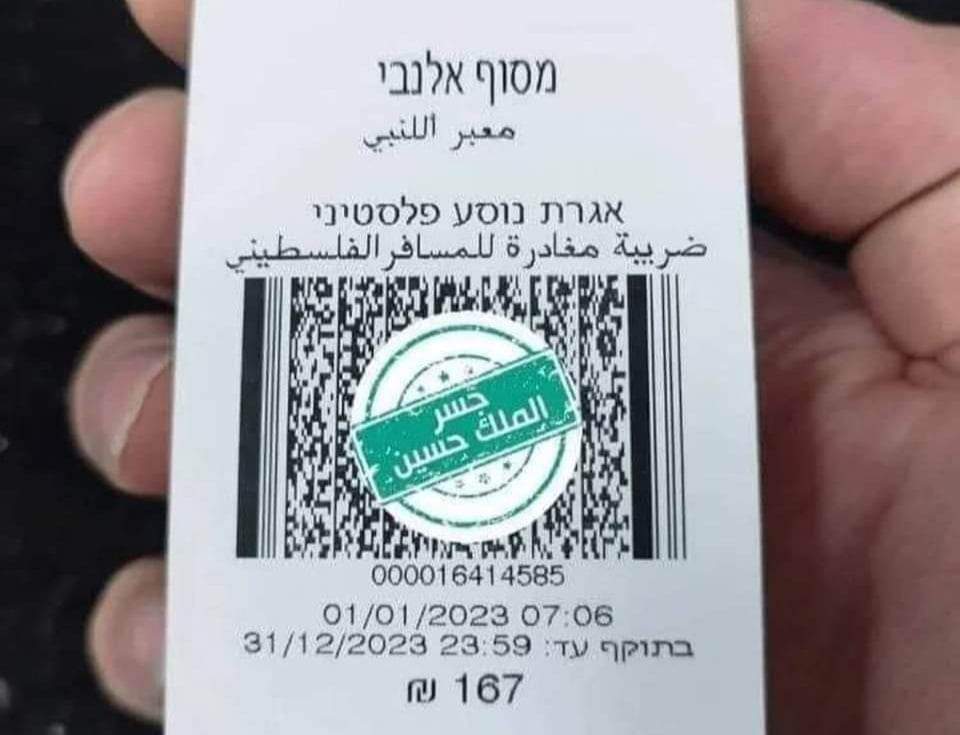 מסוף אלנבי
معبر أللنبي
אגרת נוסע פלסטיני
ضريبة مغادرة للمسافر الفلسطيني
جسر
الملك حسين
000016414585
01/01/2023 07:06
בתוקף עד: 31/12/2023 23:59
₪ 167